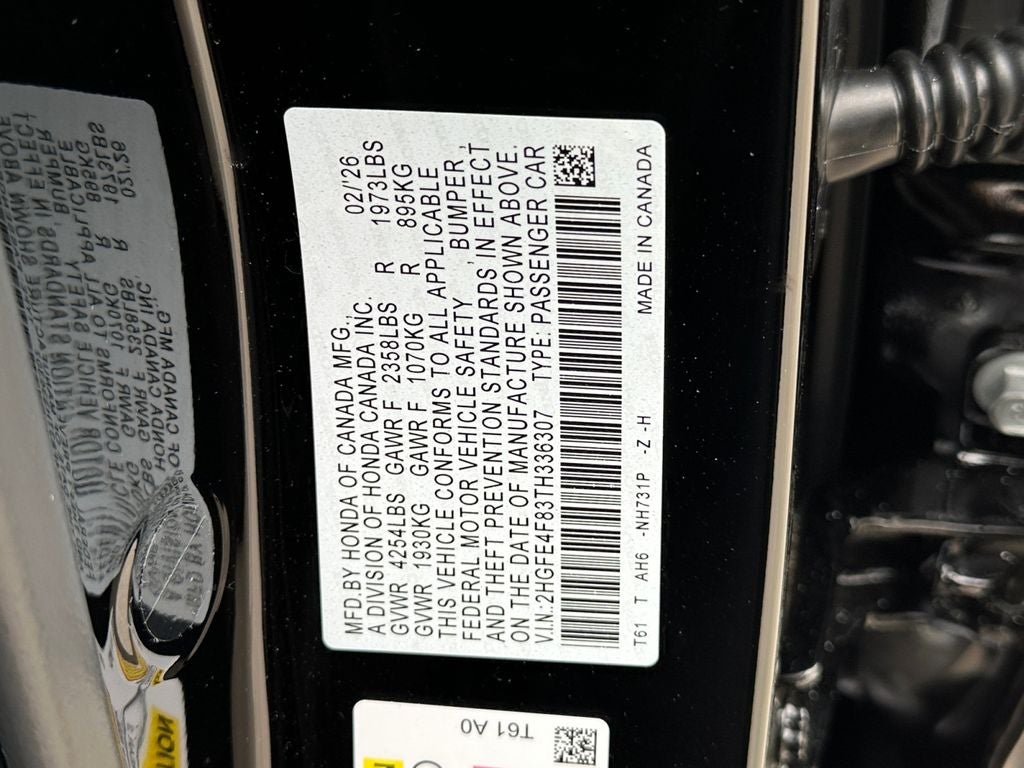 MFD.BY HONDA OF CANADA MFG., 02/'26
A DIVISION OF HONDA CANADA INC.
GVWR 4254LBS GAWR F 2358LBS R 1973LBS
GVWR 1930KG GAWR F 1070KG R 895KG
THIS VEHICLE CONFORMS TO ALL APPLICABLE
FEDERAL MOTOR VEHICLE SAFETY , BUMPER ,
AND THEFT PREVENTION STANDARDS IN EFFECT
ON THE DATE OF MANUFACTURE SHOWN ABOVE.
V.I.N.:2HGFE4F83TH336307 TYPE: PASSENGER CAR
T61 T AH6 -NH731P -Z -H MADE IN CANADA
T61 A0